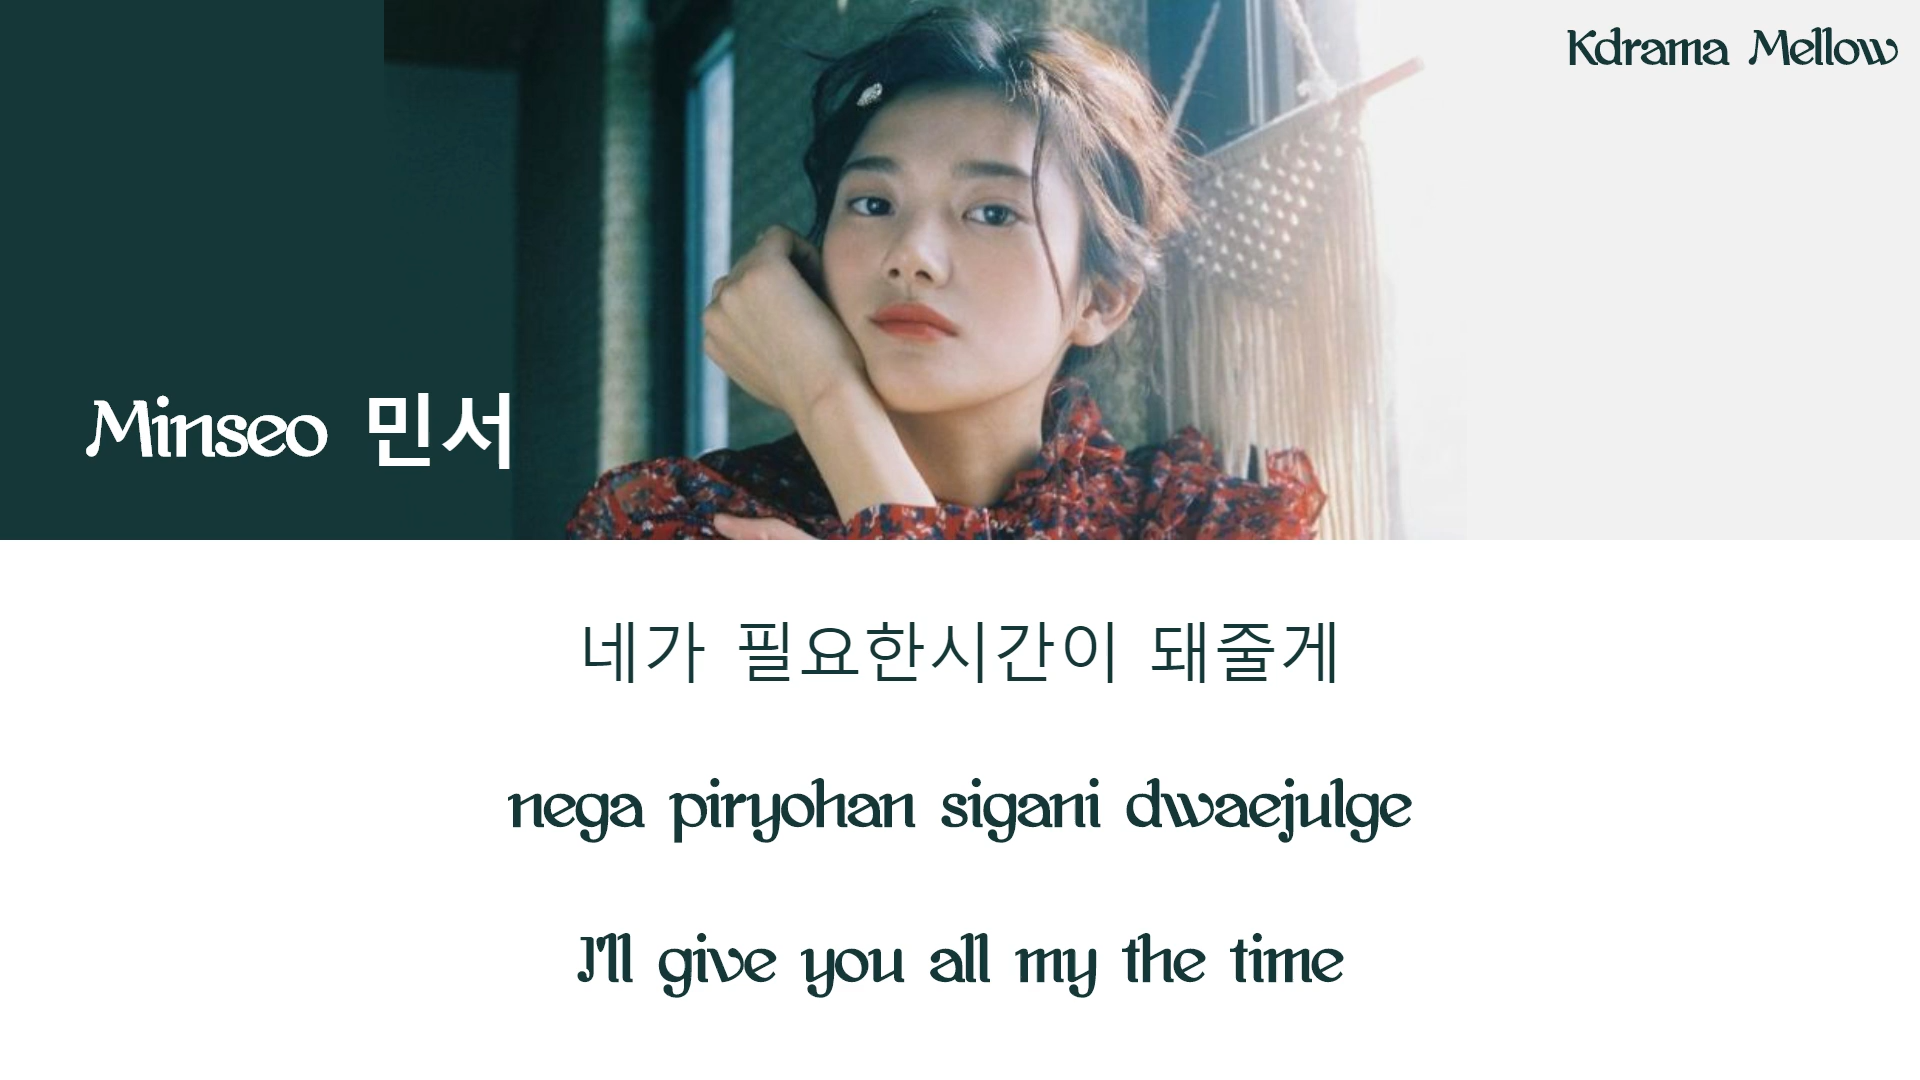 Kdrama Mellow
Minseo 민서
네가 필요한시간이 돼줄게
nega piryohan sigani dwaejulge
I'll give you all my the time